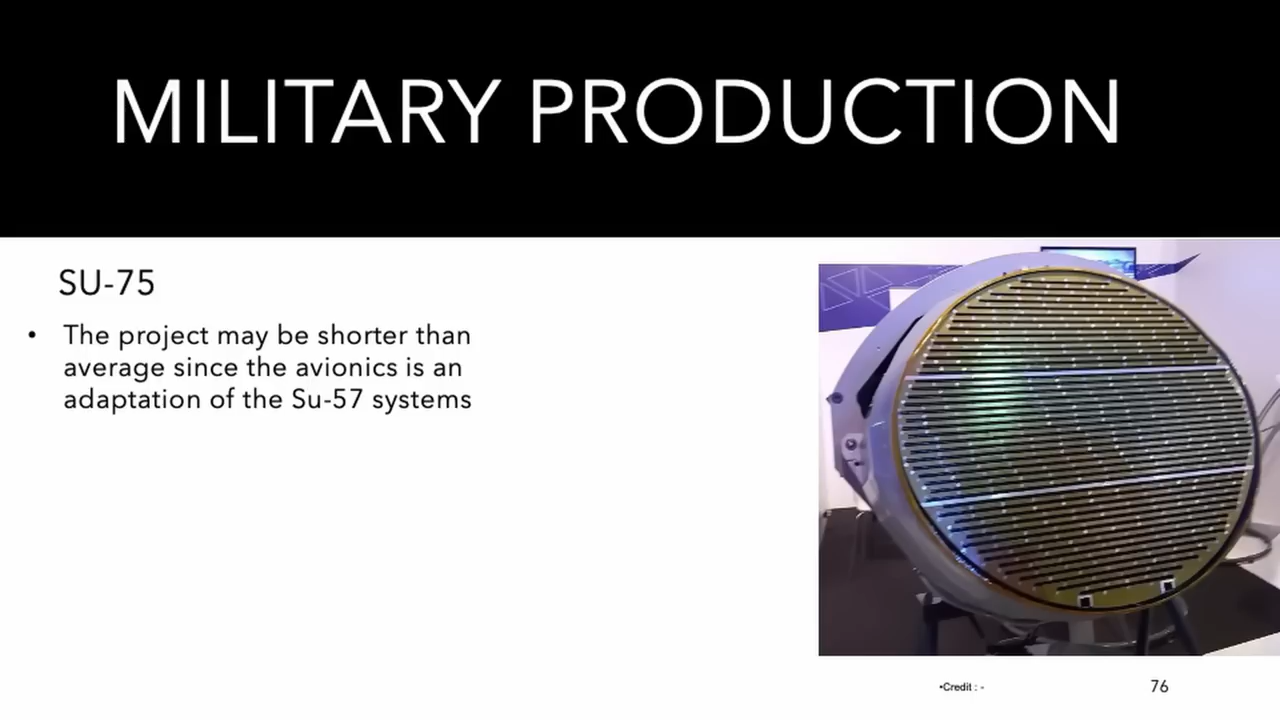 MILITARY PRODUCTION
SU-75
• The project may be shorter than
average since the avionics is an
adaptation of the Su-57 systems
•Credit : -
76